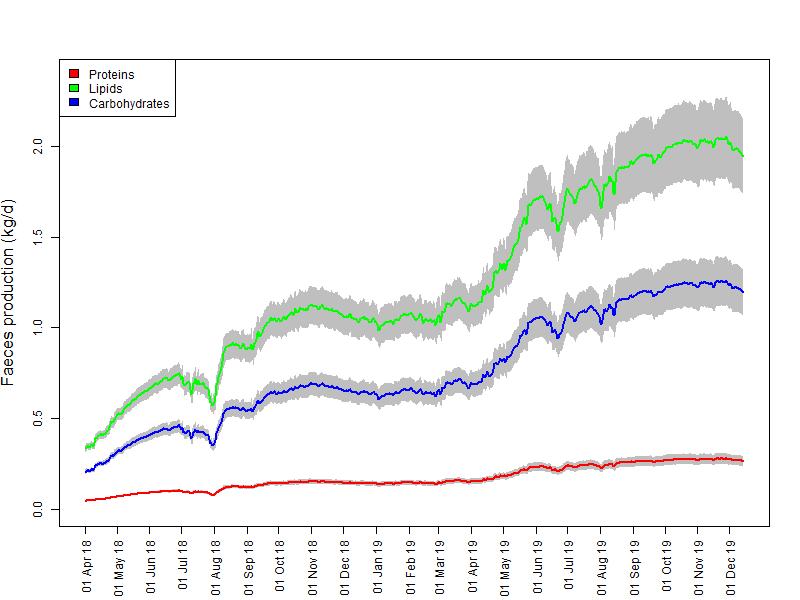 Proteins
Lipids
Carbohydrates
Faeces production (kg/d)
2.0
1.5
1.0
0.5
0.0
01 Apr 18
01 May 18
01 Jun 18
01 Jul 18
01 Aug 18
01 Sep 18
01 Oct 18
01 Nov 18
01 Dec 18
01 Jan 19
01 Feb 19
01 Mar 19
01 Apr 19
01 May 19
01 Jun 19
01 Jul 19
01 Aug 19
01 Sep 19
01 Oct 19
01 Nov 19
01 Dec 19